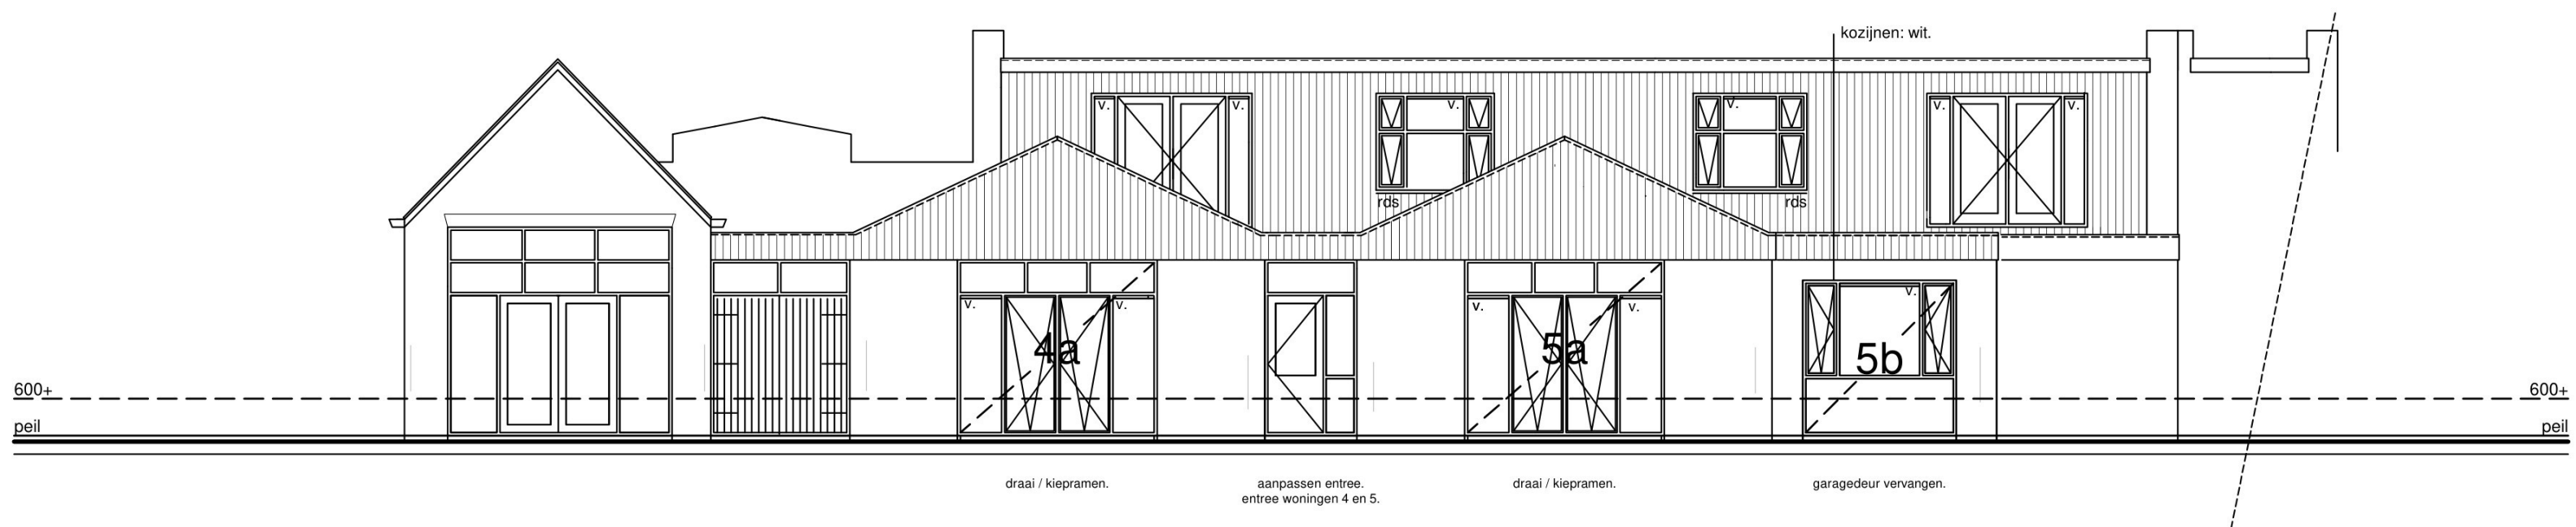 kozijnen: wit.
v.
v.
v.
v.
v.
v.
rds
rds
v.
v.
v.
v.
v.
4a
5a
5b
600+
600+
peil
peil
draai / kiepramen.
aanpassen entree.
entree woningen 4 en 5.
draai / kiepramen.
garagedeur vervangen.